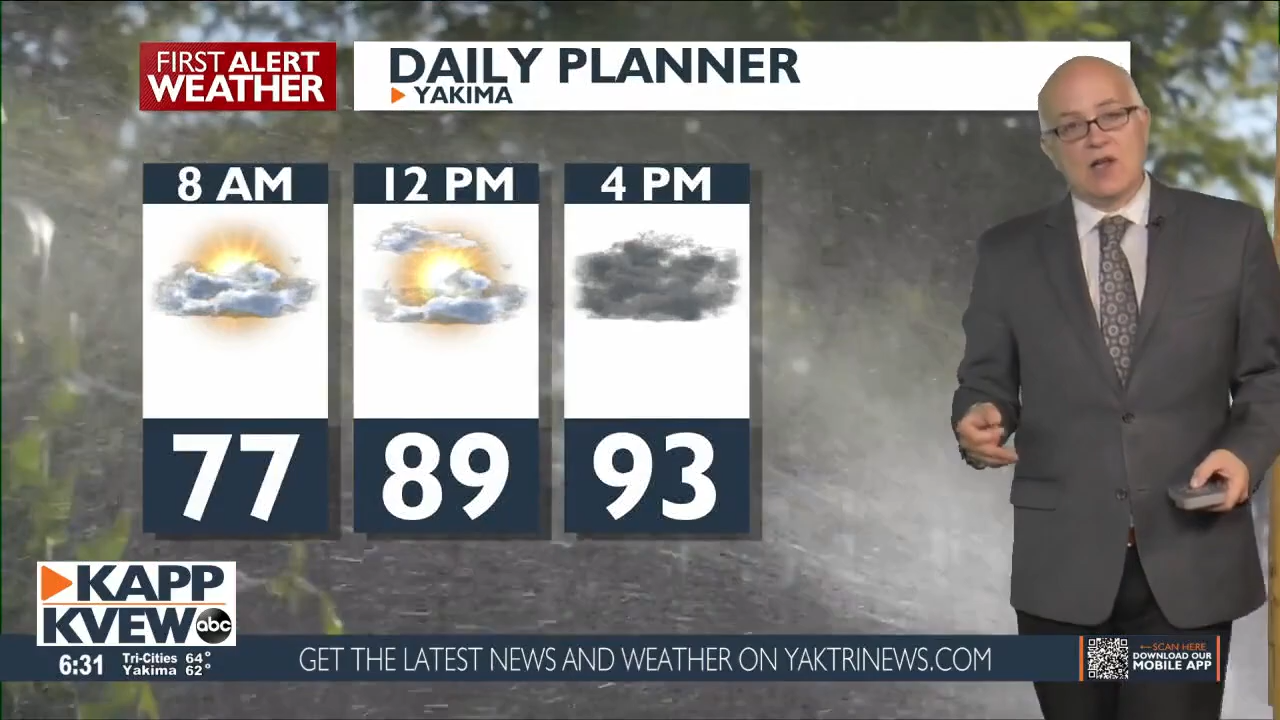 FIRST ALERT
WEATHER
DAILY PLANNER
YAKIMA
8 AM
12 PM
4 PM
77
89
93
KAPP
KVEW abc
6:31
Tri-Cities 64°
Yakima 62°
GET THE LATEST NEWS AND WEATHER ON YAKTRINEWS.COM
←SCAN HERE
DOWNLOAD OUR
MOBILE APP